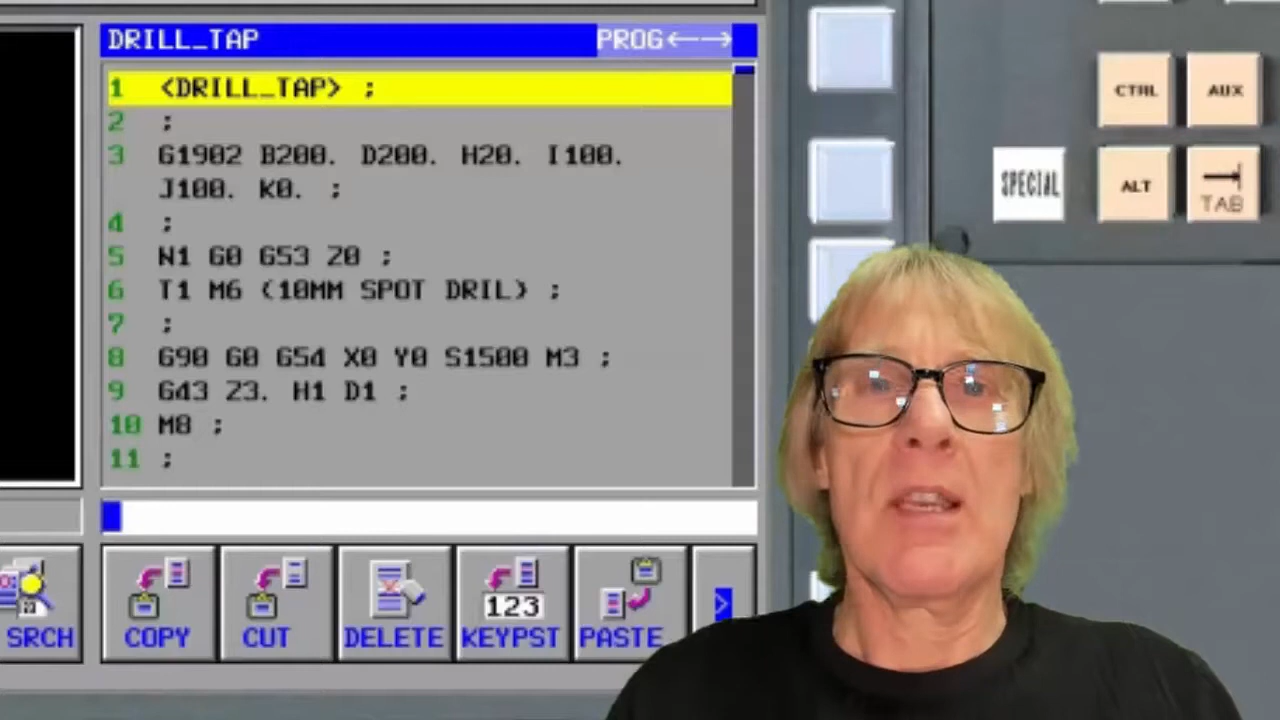 DRILL_TAP PROG←→
1 <DRILL_TAP> ;
2 ;
3 G1902 B200. D200. H20. I100.
J100. K0. ;
4 ;
5 N1 G0 G53 Z0 ;
6 T1 M6 (10MM SPOT DRIL) ;
7 ;
8 G90 G0 G54 X0 Y0 S1500 M3 ;
9 G43 Z3. H1 D1 ;
10 M8 ;
11 ;
SRCH COPY CUT DELETE 123 KEYPST PASTE >
CTRL AUX
SPECIAL ALT TAB